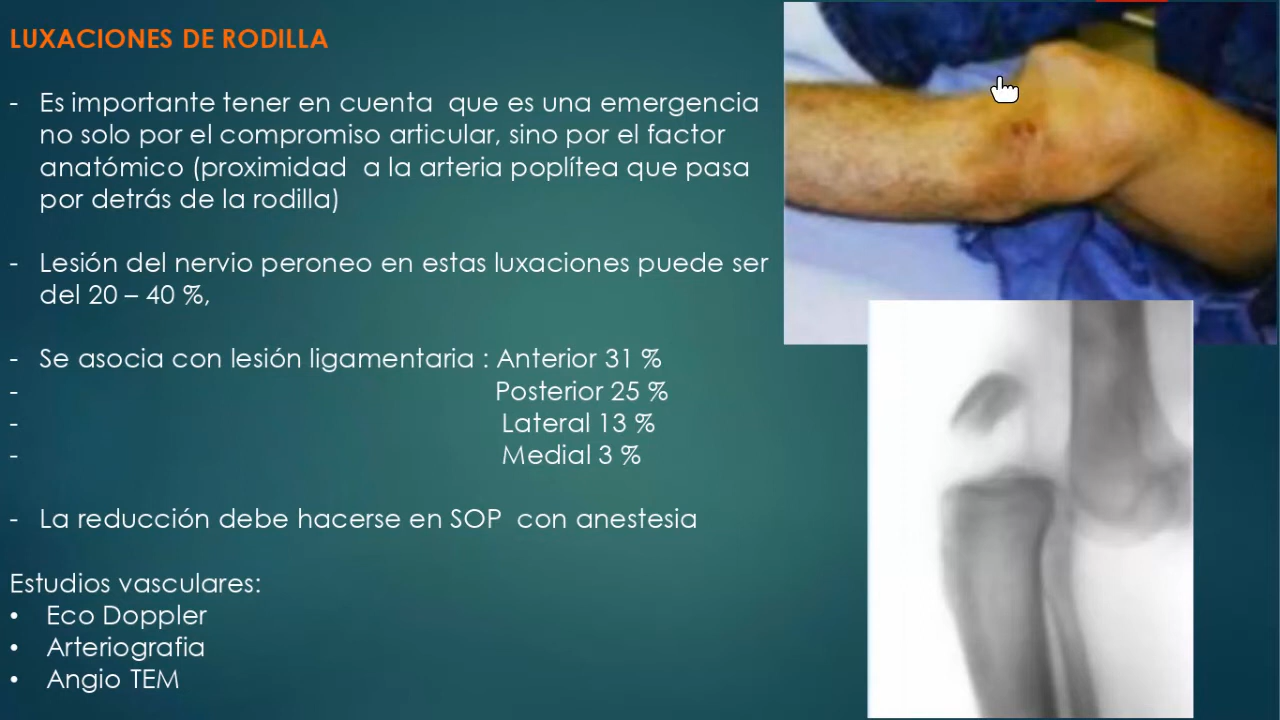 LUXACIONES DE RODILLA
- Es importante tener en cuenta que es una emergencia
no solo por el compromiso articular, sino por el factor
anatómico (proximidad a la arteria poplítea que pasa
por detrás de la rodilla)
- Lesión del nervio peroneo en estas luxaciones puede ser
del 20 – 40 %,
- Se asocia con lesión ligamentaria : Anterior 31 %
- Posterior 25 %
- Lateral 13 %
- Medial 3 %
- La reducción debe hacerse en SOP con anestesia
Estudios vasculares:
• Eco Doppler
• Arteriografia
• Angio TEM